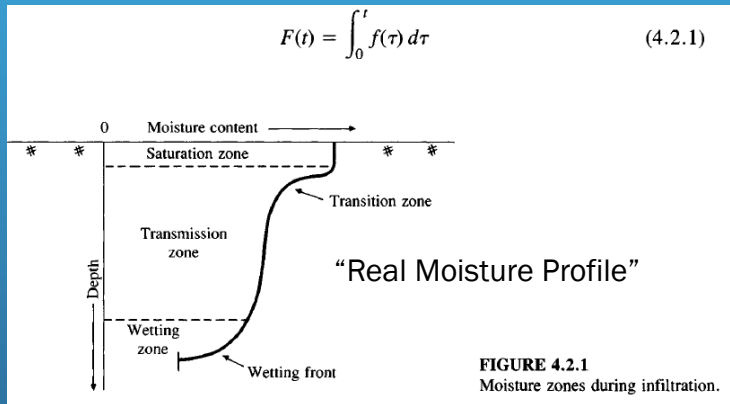 F(t) = ∫₀ᵗ f(τ) dτ (4.2.1)
0 Moisture content
Saturation zone
Transition zone
Transmission
zone
"Real Moisture Profile"
Depth
Wetting
zone
Wetting front
FIGURE 4.2.1
Moisture zones during infiltration.